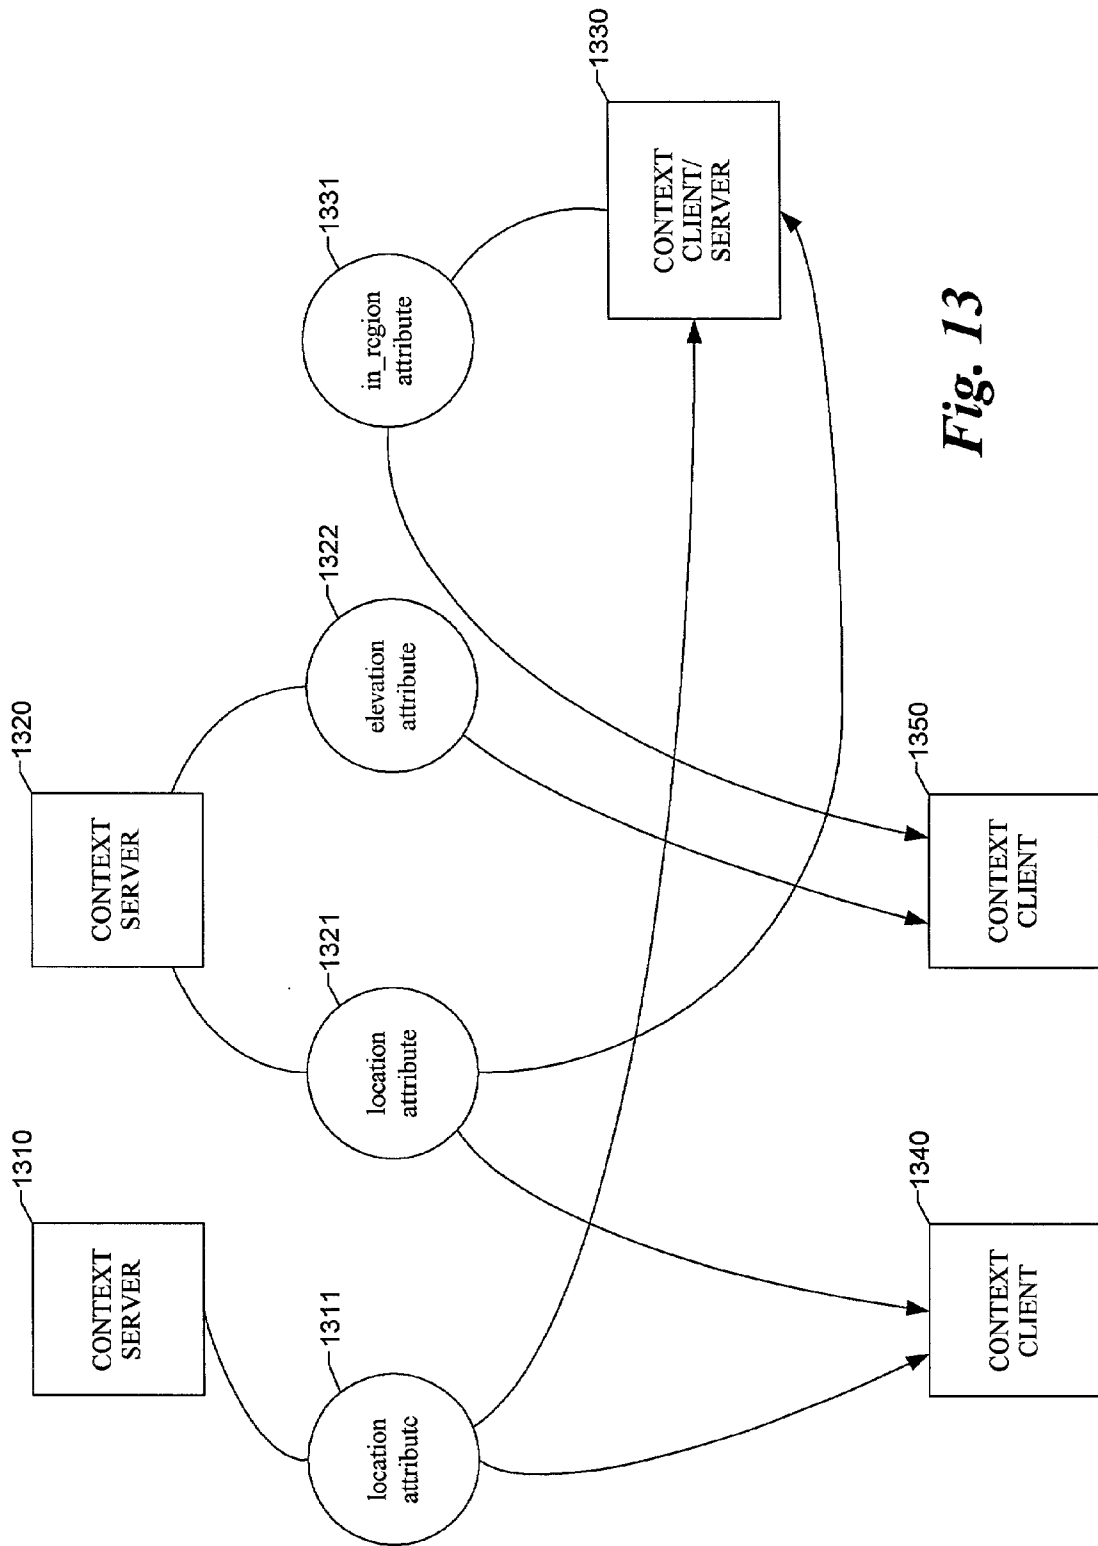 1310
CONTEXT
SERVER
1320
CONTEXT
SERVER
1311
location
attribute
1321
location
attribute
1322
elevation
attribute
1331
in_region
attribute
1330
CONTEXT
CLIENT/
SERVER
1340
CONTEXT
CLIENT
1350
CONTEXT
CLIENT
Fig. 13